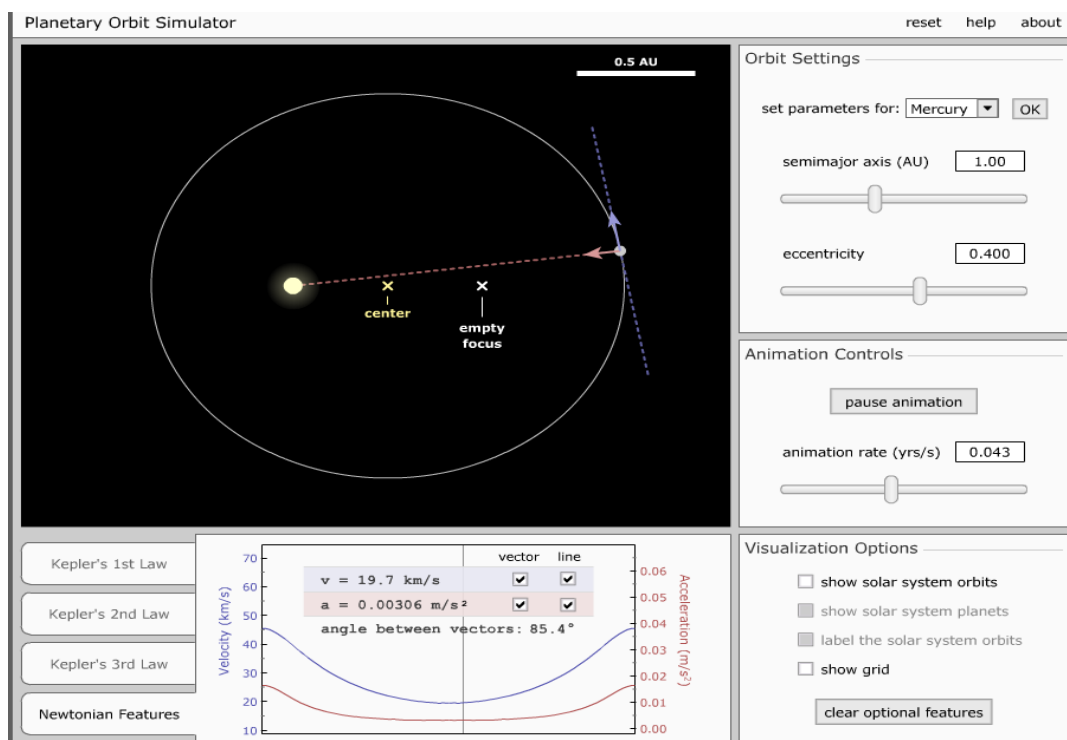 Planetary Orbit Simulator
reset help about
0.5 AU
center
empty
focus
Orbit Settings
set parameters for: Mercury OK
semimajor axis (AU) 1.00
eccentricity 0.400
Animation Controls
pause animation
animation rate (yrs/s) 0.043
Kepler's 1st Law
Kepler's 2nd Law
Kepler's 3rd Law
Newtonian Features
Velocity (km/s)
70
60
50
40
30
20
10
vector line
v = 19.7 km/s
a = 0.00306 m/s²
angle between vectors: 85.4°
0.06
0.05
0.04
0.03
0.02
0.01
0.00
Acceleration (m/s²)
Visualization Options
show solar system orbits
show solar system planets
label the solar system orbits
show grid
clear optional features